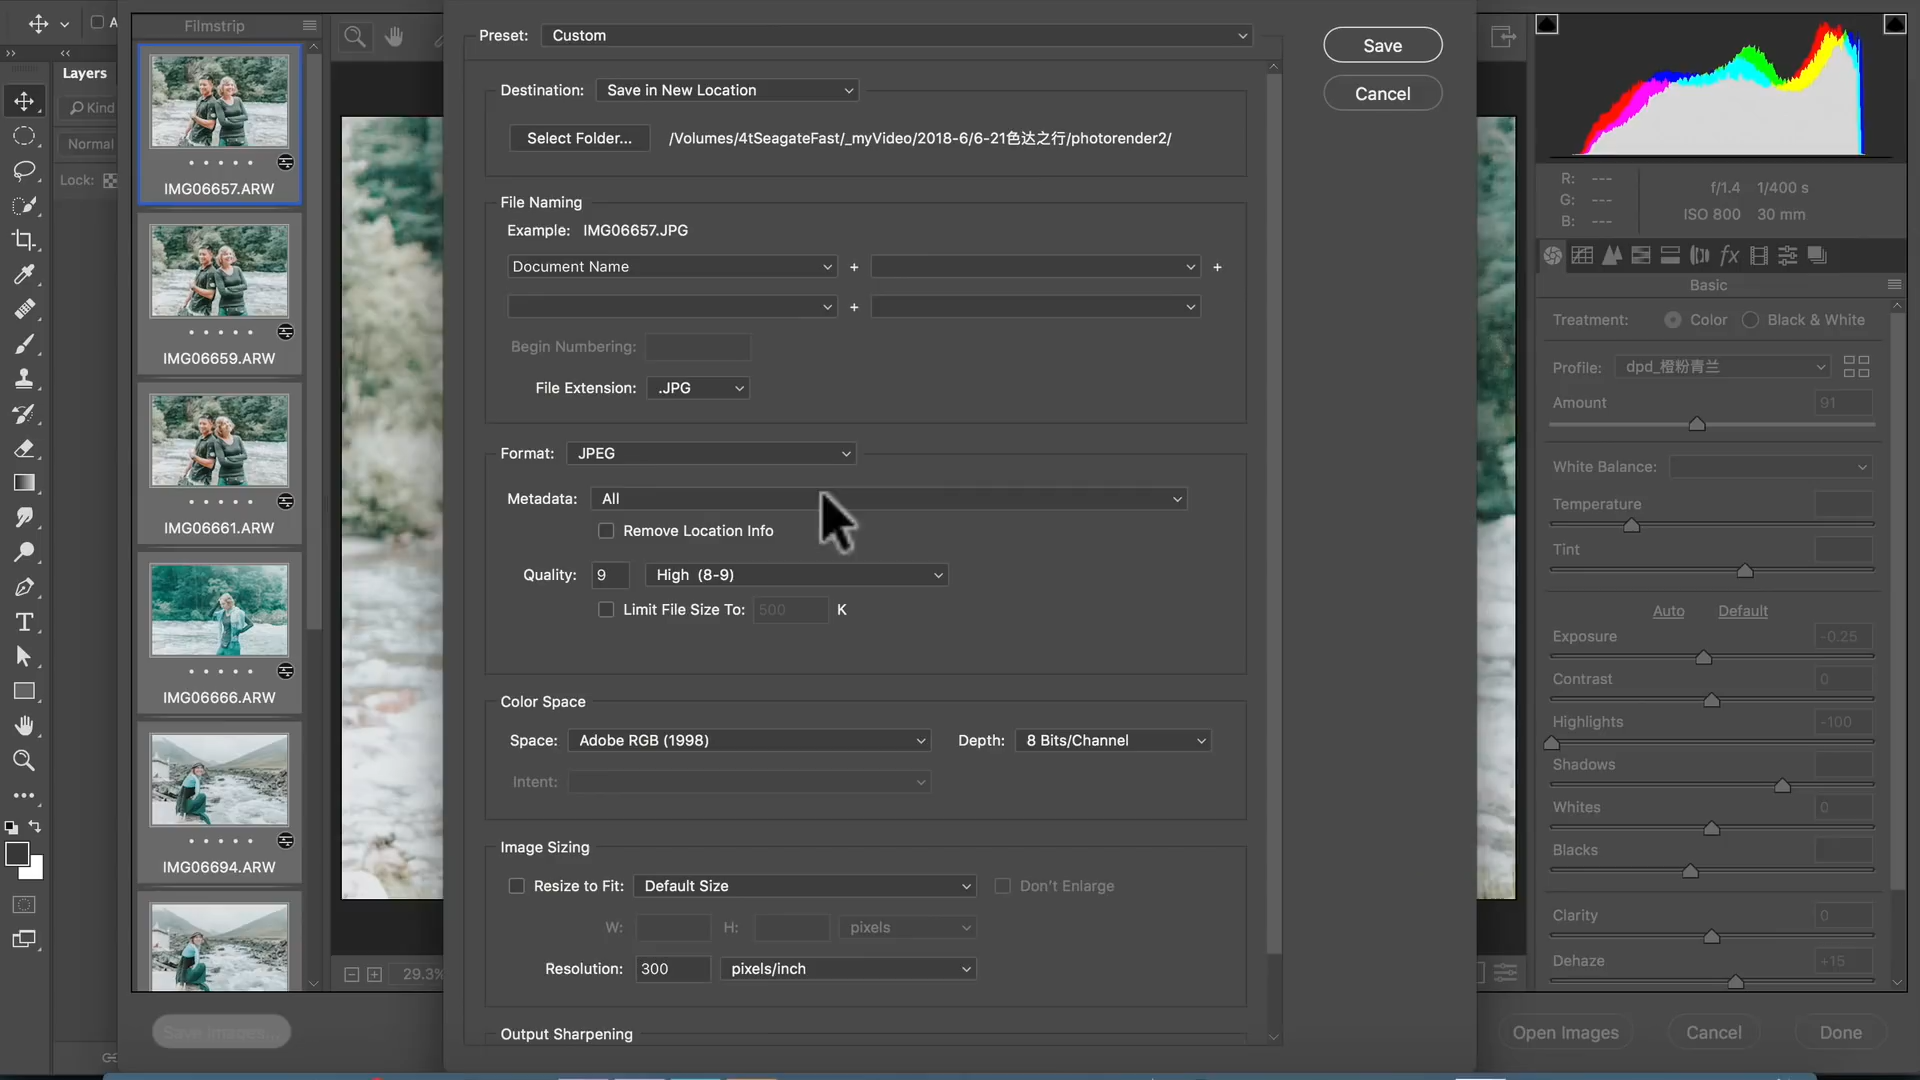 Filmstrip
Layers
Kind
Normal
Lock:
IMG06657.ARW
IMG06659.ARW
IMG06661.ARW
IMG06666.ARW
IMG06694.ARW
29.3%
Save Images...
Preset: Custom
Save
Cancel
Destination: Save in New Location
Select Folder... /Volumes/4tSeagateFast/_myVideo/2018-6/6-21色达之行/photorender2/
File Naming
Example: IMG06657.JPG
Document Name + +
+
Begin Numbering:
File Extension: .JPG
Format: JPEG
Metadata: All
Remove Location Info
Quality: 9 High (8-9)
Limit File Size To: 500 K
Color Space
Space: Adobe RGB (1998) Depth: 8 Bits/Channel
Intent:
Image Sizing
Resize to Fit: Default Size Don't Enlarge
W: H: pixels
Resolution: 300 pixels/inch
Output Sharpening
R: ---
G: ---
B: ---
f/1.4 1/400 s
ISO 800 30 mm
Basic
Treatment: Color Black & White
Profile: dpd_橙粉青兰
Amount 91
White Balance:
Temperature
Tint
Auto Default
Exposure -0.25
Contrast 0
Highlights -100
Shadows
Whites 0
Blacks
Clarity 0
Dehaze +15
Open Images Cancel Done